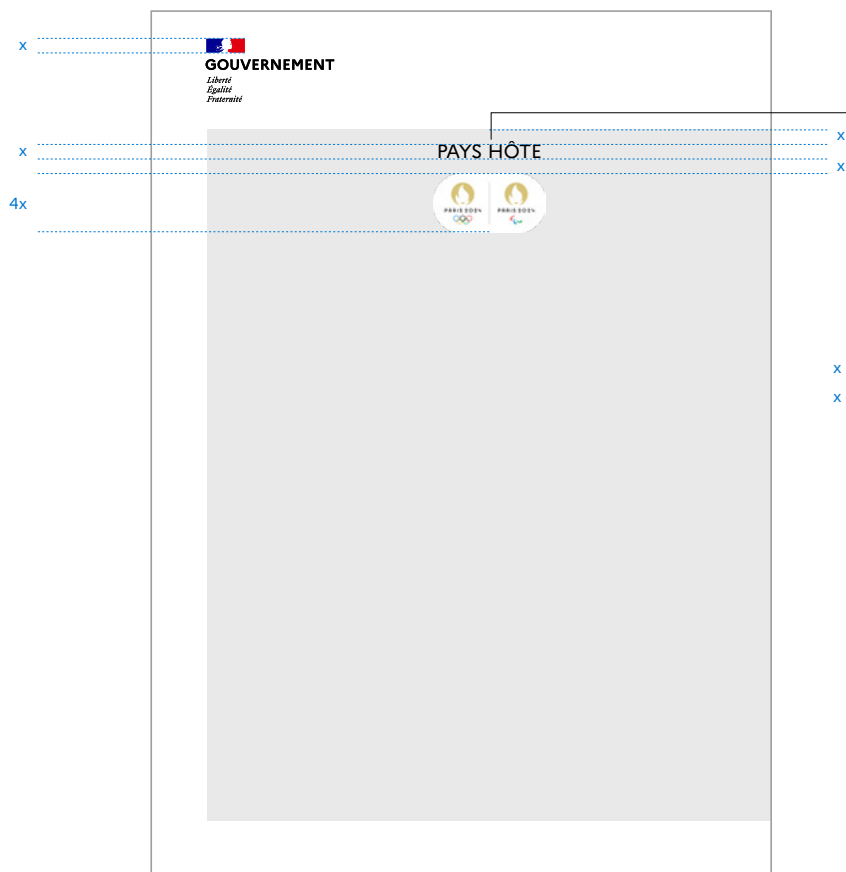 x
GOUVERNEMENT
Liberté
Égalité
Fraternité
x
x
PAYS HÔTE
x
4x
PARIS 2024
PARIS 2024
x
x